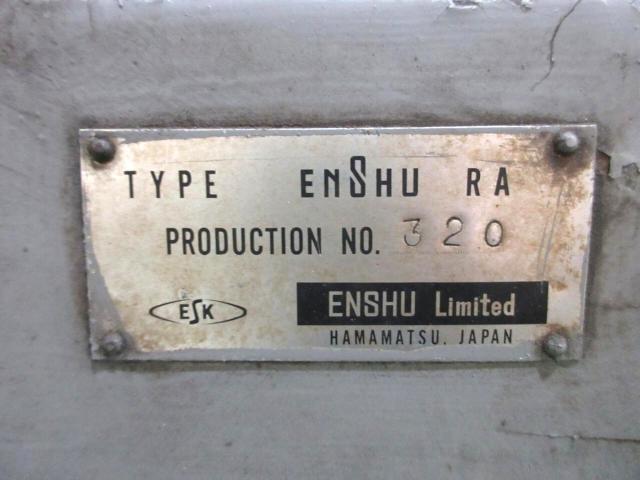 TYPE ENSHU RA
PRODUCTION NO. 320
ESK
ENSHU Limited
HAMAMATSU, JAPAN